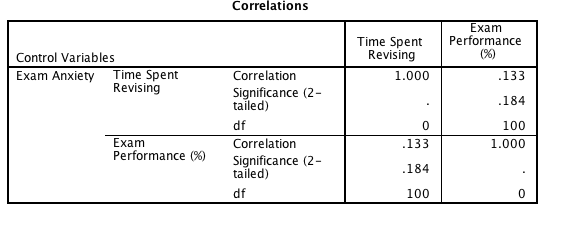 Correlations
Control Variables Time Spent Revising Exam Performance (%)
Exam Anxiety Time Spent Revising Correlation 1.000 .133
Significance (2-tailed) . .184
df 0 100
Exam Performance (%) Correlation .133 1.000
Significance (2-tailed) .184 .
df 100 0